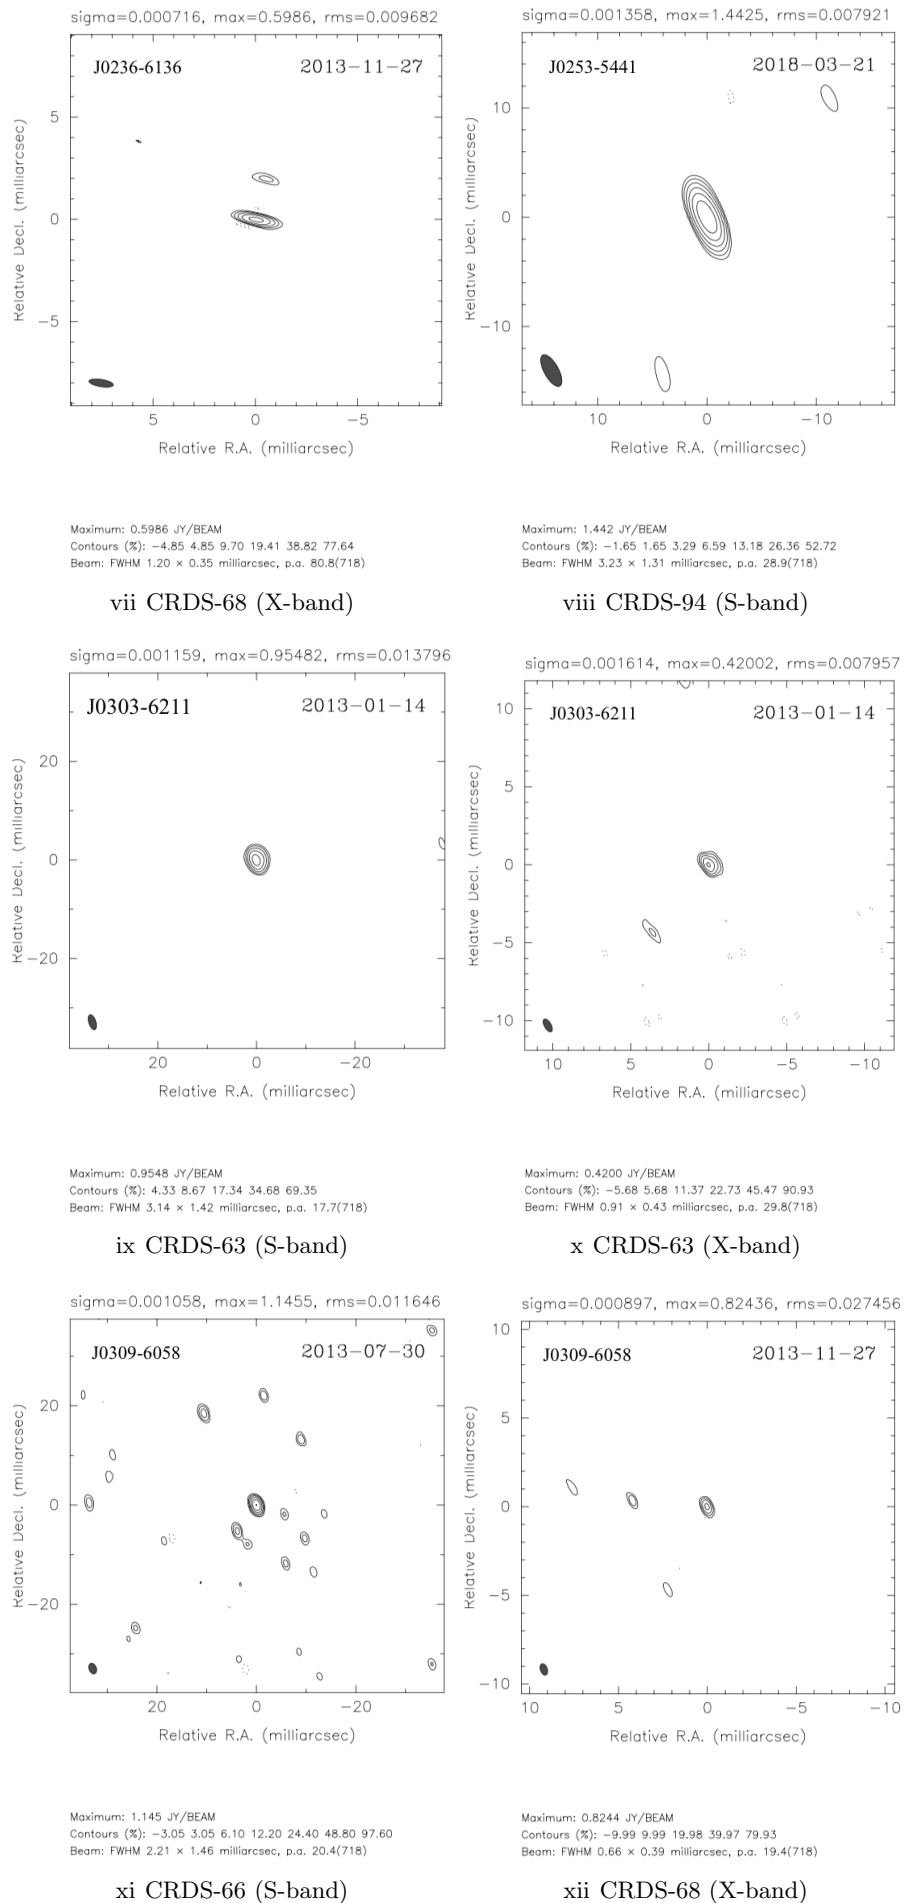 sigma=0.000716, max=0.5986, rms=0.009682
J0236-6136 2013-11-27
5
0
-5
Relative Decl. (milliarcsec)
5 0 -5
Relative R.A. (milliarcsec)
Maximum: 0.5986 JY/BEAM
Contours (%): -4.85 4.85 9.70 19.41 38.82 77.64
Beam: FWHM 1.20 × 0.35 milliarcsec, p.a. 80.8(718)
vii CRDS-68 (X-band)
sigma=0.001358, max=1.4425, rms=0.007921
J0253-5441 2018-03-21
10
0
-10
Relative Decl. (milliarcsec)
10 0 -10
Relative R.A. (milliarcsec)
Maximum: 1.442 JY/BEAM
Contours (%): -1.65 1.65 3.29 6.59 13.18 26.36 52.72
Beam: FWHM 3.23 × 1.31 milliarcsec, p.a. 28.9(718)
viii CRDS-94 (S-band)
sigma=0.001159, max=0.95482, rms=0.013796
J0303-6211 2013-01-14
20
0
-20
Relative Decl. (milliarcsec)
20 0 -20
Relative R.A. (milliarcsec)
Maximum: 0.9548 JY/BEAM
Contours (%): 4.33 8.67 17.34 34.68 69.35
Beam: FWHM 3.14 × 1.42 milliarcsec, p.a. 17.7(718)
ix CRDS-63 (S-band)
sigma=0.001614, max=0.42002, rms=0.007957
J0303-6211 2013-01-14
10
5
0
-5
-10
Relative Decl. (milliarcsec)
10 5 0 -5 -10
Relative R.A. (milliarcsec)
Maximum: 0.4200 JY/BEAM
Contours (%): -5.68 5.68 11.37 22.73 45.47 90.93
Beam: FWHM 0.91 × 0.43 milliarcsec, p.a. 29.8(718)
x CRDS-63 (X-band)
sigma=0.001058, max=1.1455, rms=0.011646
J0309-6058 2013-07-30
20
0
-20
Relative Decl. (milliarcsec)
20 0 -20
Relative R.A. (milliarcsec)
Maximum: 1.145 JY/BEAM
Contours (%): -3.05 3.05 6.10 12.20 24.40 48.80 97.60
Beam: FWHM 2.21 × 1.46 milliarcsec, p.a. 20.4(718)
xi CRDS-66 (S-band)
sigma=0.000897, max=0.82436, rms=0.027456
J0309-6058 2013-11-27
10
5
0
-5
-10
Relative Decl. (milliarcsec)
10 5 0 -5 -10
Relative R.A. (milliarcsec)
Maximum: 0.8244 JY/BEAM
Contours (%): -9.99 9.99 19.98 39.97 79.93
Beam: FWHM 0.66 × 0.39 milliarcsec, p.a. 19.4(718)
xii CRDS-68 (X-band)